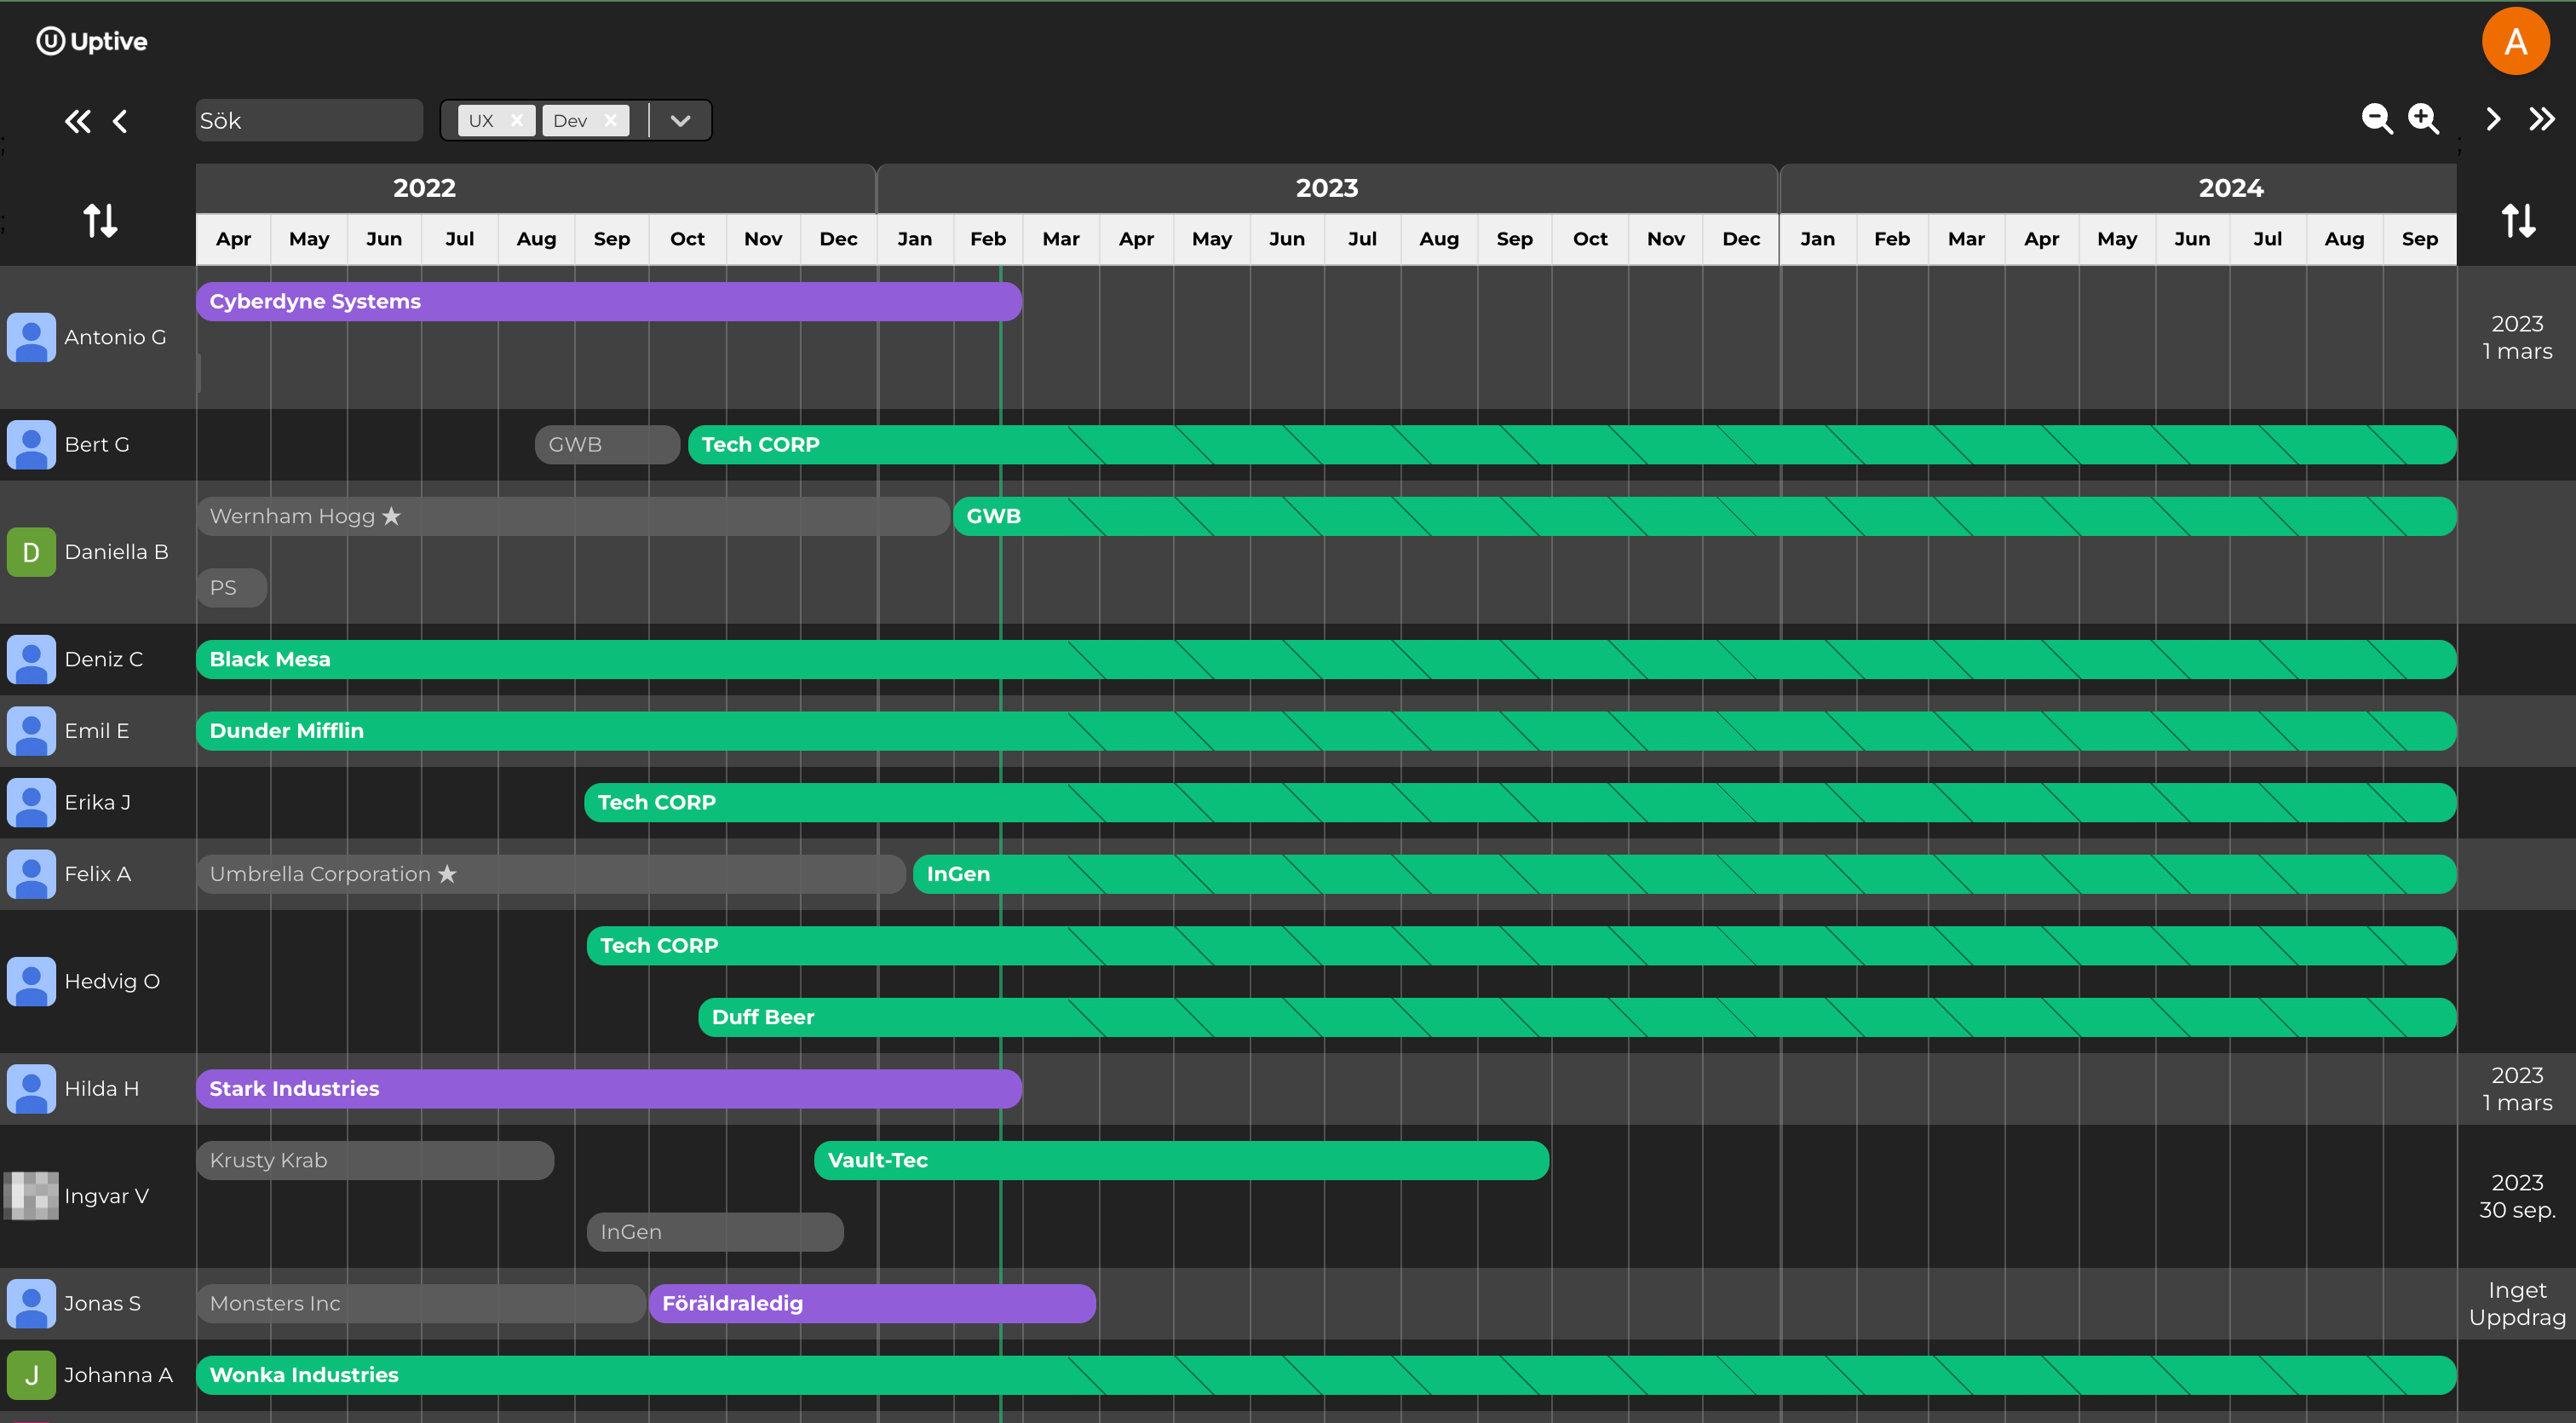 Uptive
A
Sök
UX
Dev
2022 2023 2024
Apr May Jun Jul Aug Sep Oct Nov Dec Jan Feb Mar Apr May Jun Jul Aug Sep Oct Nov Dec Jan Feb Mar Apr May Jun Jul Aug Sep
Cyberdyne Systems
Antonio G
2023
1 mars
Bert G
GWB
Tech CORP
Wernham Hogg ★
GWB
D
Daniella B
PS
Deniz C
Black Mesa
Emil E
Dunder Mifflin
Erika J
Tech CORP
Felix A
Umbrella Corporation ★
InGen
Tech CORP
Hedvig O
Duff Beer
Hilda H
Stark Industries
2023
1 mars
Krusty Krab
Vault-Tec
Ingvar V
2023
30 sep.
InGen
Jonas S
Monsters Inc
Föräldraledig
Inget
Uppdrag
J
Johanna A
Wonka Industries